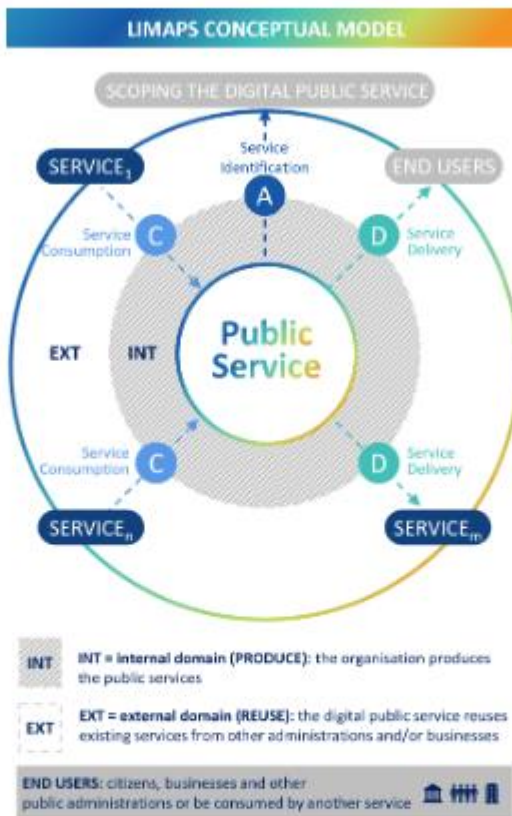 LIMAPS CONCEPTUAL MODEL
SCOPING THE DIGITAL PUBLIC SERVICE
SERVICE1
Service
Identification
END USERS
A
Service
Consumption
C
D
Service
Delivery
EXT
INT
Public
Service
Service
Consumption
C
D
Service
Delivery
SERVICEn
SERVICEm
INT
INT = internal domain (PRODUCE): the organisation produces
the public services
EXT
EXT = external domain (REUSE): the digital public service reuses
existing services from other administrations and/or businesses
END USERS: citizens, businesses and other
public administrations or be consumed by another service